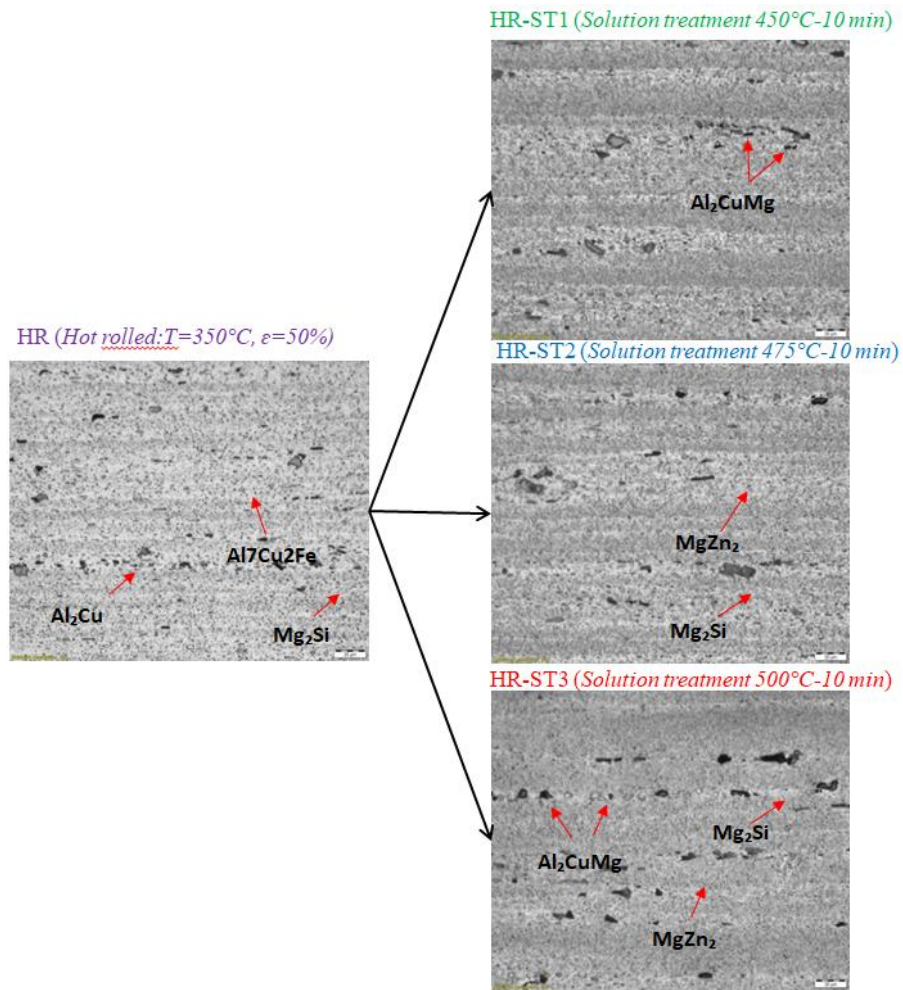 HR-ST1 (Solution treatment 450°C-10 min)
Al₂CuMg
HR (Hot rolled:T=350°C, ε=50%)
Al7Cu2Fe
Al₂Cu
Mg₂Si
HR-ST2 (Solution treatment 475°C-10 min)
MgZn₂
Mg₂Si
HR-ST3 (Solution treatment 500°C-10 min)
Mg₂Si
Al₂CuMg
MgZn₂